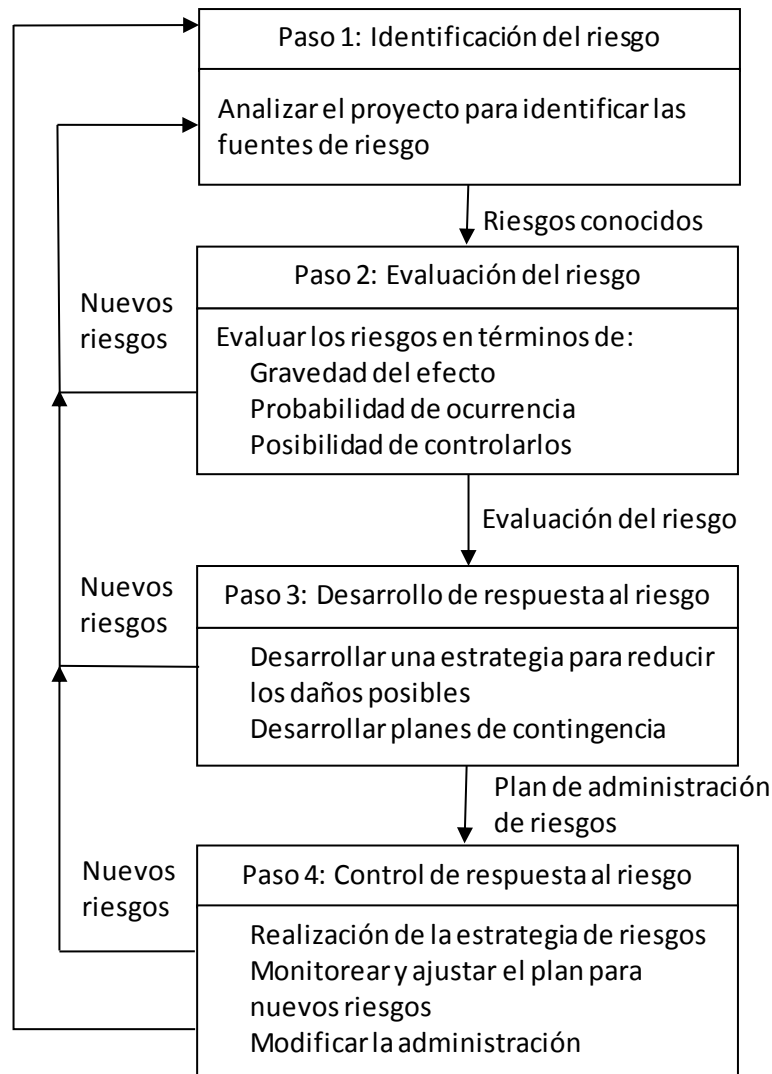 Paso 1: Identificación del riesgo
Analizar el proyecto para identificar las
fuentes de riesgo
Riesgos conocidos
Paso 2: Evaluación del riesgo
Nuevos
riesgos
Evaluar los riesgos en términos de:
Gravedad del efecto
Probabilidad de ocurrencia
Posibilidad de controlarlos
Evaluación del riesgo
Nuevos
riesgos
Paso 3: Desarrollo de respuesta al riesgo
Desarrollar una estrategia para reducir
los daños posibles
Desarrollar planes de contingencia
Plan de administración
de riesgos
Nuevos
riesgos
Paso 4: Control de respuesta al riesgo
Realización de la estrategia de riesgos
Monitorear y ajustar el plan para
nuevos riesgos
Modificar la administración